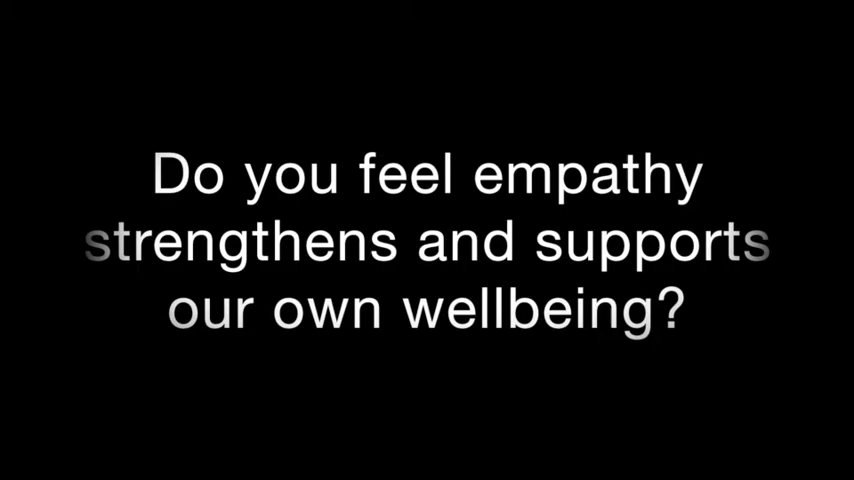 Do you feel empathy
strengthens and supports
our own wellbeing?